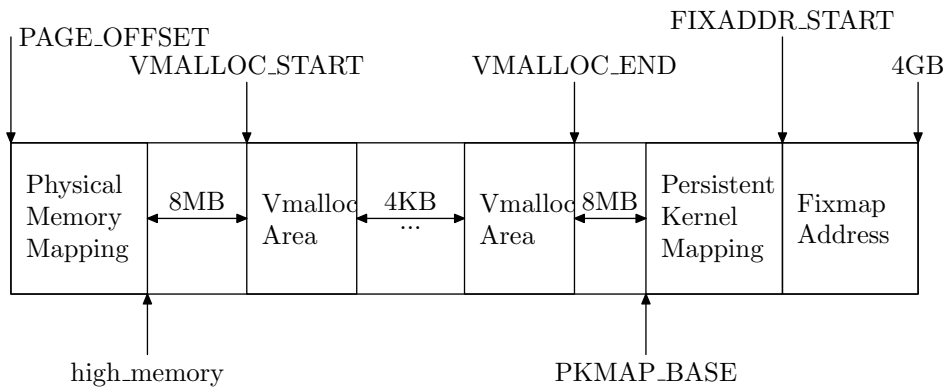 FIXADDR_START
PAGE_OFFSET
VMALLOC_START
VMALLOC_END
4GB
Physical
Memory
Mapping
8MB
Vmalloc
Area
4KB
...
Vmalloc
Area
8MB
Persistent
Kernel
Mapping
Fixmap
Address
high_memory
PKMAP_BASE